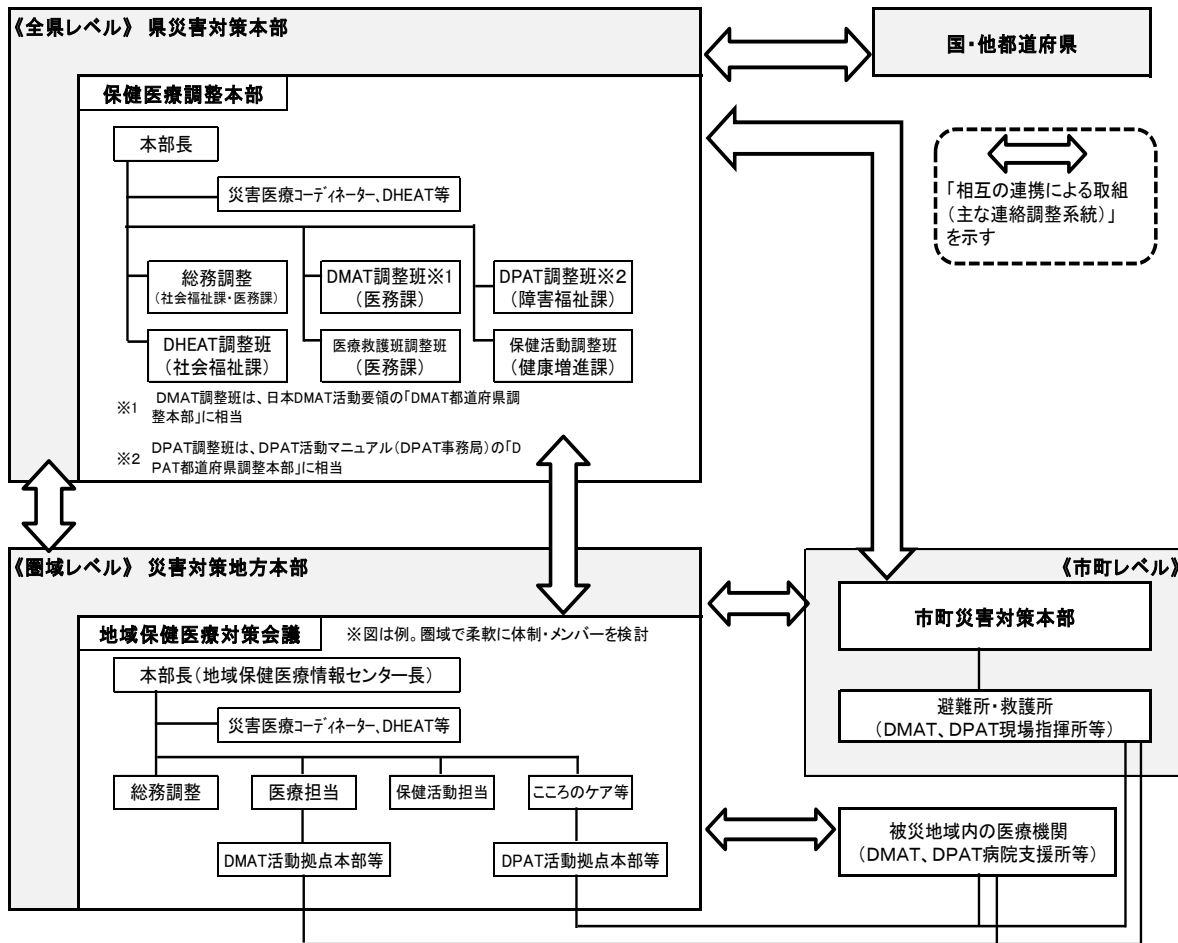 《全県レベル》 県災害対策本部
国・他都道府県
保健医療調整本部
本部長
災害医療コーディネーター、DHEAT等
「相互の連携による取組
（主な連絡調整系統）」
を示す
総務調整
（社会福祉課・医務課）
DMAT調整班※1
（医務課）
DPAT調整班※2
（障害福祉課）
DHEAT調整班
（社会福祉課）
医療救護班調整班
（医務課）
保健活動調整班
（健康増進課）
※1 DMAT調整班は、日本DMAT活動要領の「DMAT都道府県調
整本部」に相当
※2 DPAT調整班は、DPAT活動マニュアル（DPAT事務局）の「D
PAT都道府県調整本部」に相当
《圏域レベル》 災害対策地方本部
《市町レベル》
地域保健医療対策会議
※図は例。圏域で柔軟に体制・メンバーを検討
市町災害対策本部
本部長（地域保健医療情報センター長）
災害医療コーディネーター、DHEAT等
避難所・救護所
（DMAT、DPAT現場指揮所等）
総務調整
医療担当
保健活動担当
こころのケア等
被災地域内の医療機関
（DMAT、DPAT病院支援所等）
DMAT活動拠点本部等
DPAT活動拠点本部等